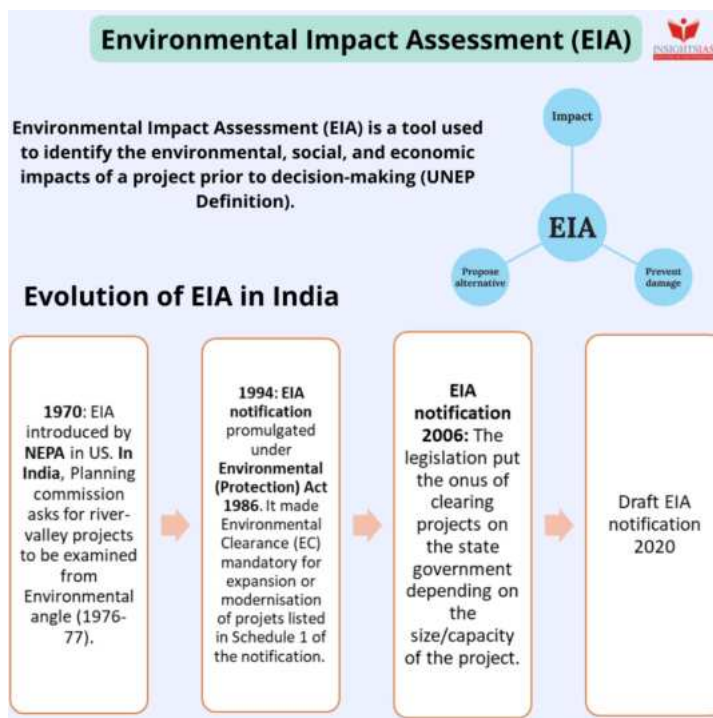 Environmental Impact Assessment (EIA)
INSIGHTSIAS
Environmental Impact Assessment (EIA) is a tool used
to identify the environmental, social, and economic
impacts of a project prior to decision-making (UNEP
Definition).
Impact
EIA
Propose
alternative
Prevent
damage
Evolution of EIA in India
1970: EIA
introduced by
NEPA in US. In
India, Planning
commission
asks for river-
valley projects
to be examined
from
Environmental
angle (1976-
77).
1994: EIA
notification
promulgated
under
Environmental
(Protection) Act
1986. It made
Environmental
Clearance (EC)
mandatory for
expansion or
modernisation
of projets listed
in Schedule 1 of
the notification.
EIA
notification
2006: The
legislation put
the onus of
clearing
projects on
the state
government
depending on
the
size/capacity
of the project.
Draft EIA
notification
2020